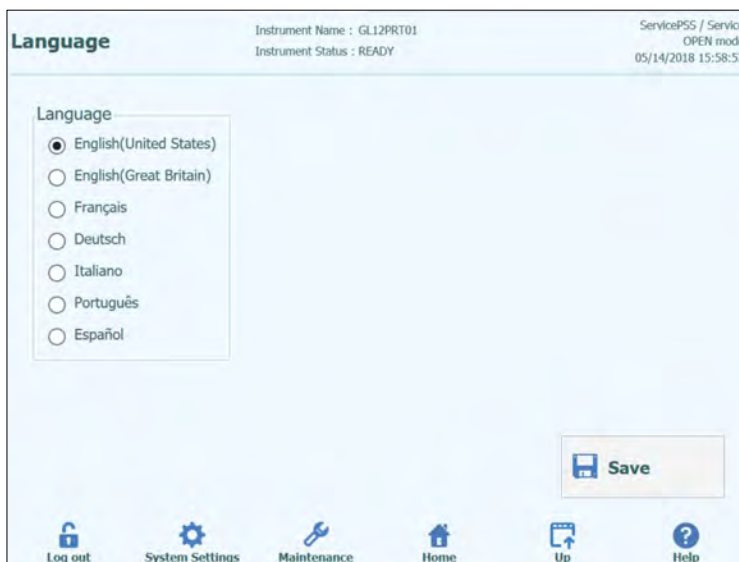 Language
Instrument Name : GL12PRT01
Instrument Status : READY
ServicePSS / Servic
OPEN mod
05/14/2018 15:58:5
Language
English(United States)
English(Great Britain)
Français
Deutsch
Italiano
Português
Español
Save
Log out
System Settings
Maintenance
Home
Up
Help